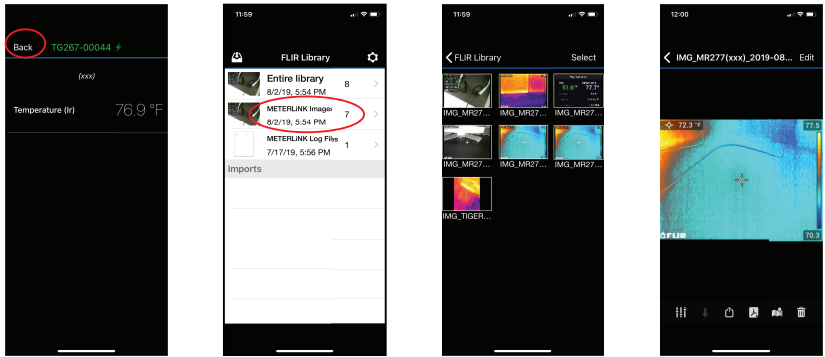 Back
TG267-00044
(xxx)
Temperature (Ir)
76.9 °F
11:59
FLIR Library
Entire library
8/2/19, 5:54 PM
8
METERLiNK Images
8/2/19, 5:54 PM
7
METERLiNK Log Files
7/17/19, 5:56 PM
1
Imports
11:59
FLIR Library
Select
IMG_MR27...
IMG_MR27...
IMG_MR27...
IMG_MR27...
IMG_MR27...
IMG_MR27...
IMG_TIGER...
12:00
IMG_MR277(xxx)_2019-08...
Edit
72.3 °F
77.5
FLIR
70.3